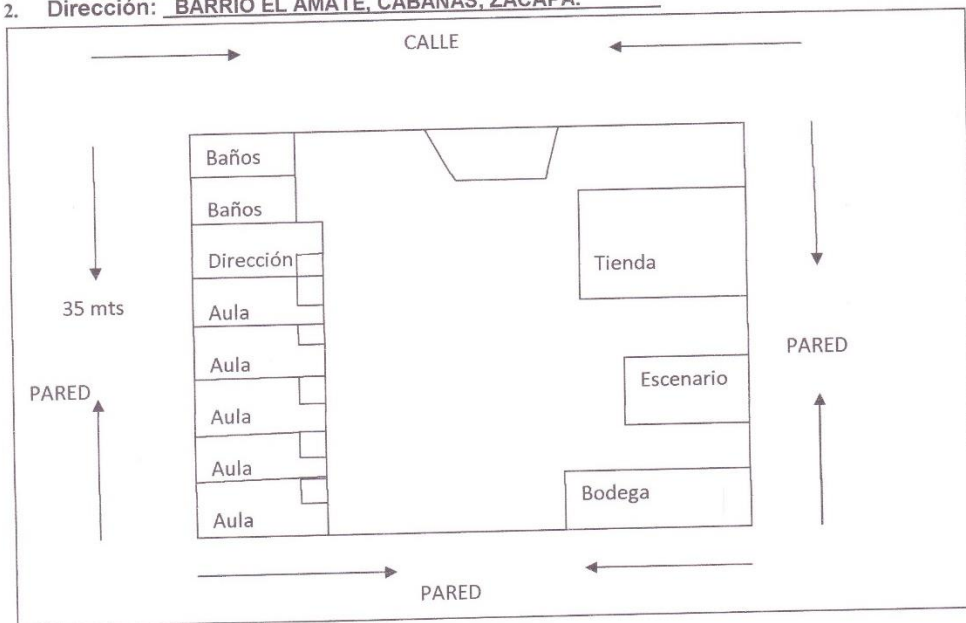 2. Dirección: BARRIO EL AMATE, CABAÑAS, ZACAPA.
CALLE
Baños
Baños
Dirección
Aula
Aula
Aula
Aula
Aula
Tienda
Escenario
Bodega
35 mts
PARED
PARED
PARED